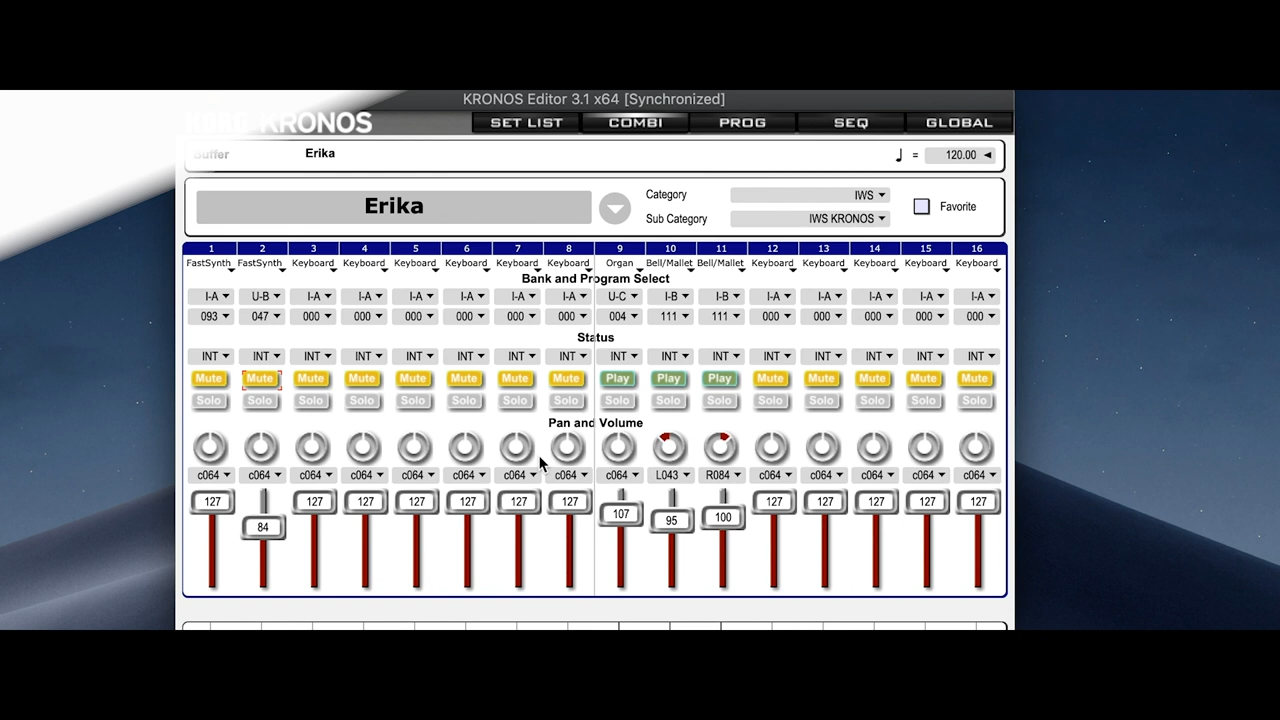 KRONOS Editor 3.1 x64 [Synchronized]
KORG KRONOS SET LIST COMBI PROG SEQ GLOBAL
Buffer Erika = 120.00
Erika Category IWS Favorite
Sub Category IWS KRONOS
1 2 3 4 5 6 7 8 9 10 11 12 13 14 15 16
FastSynth FastSynth Keyboard Keyboard Keyboard Keyboard Keyboard Keyboard Organ Bell/Mallet Bell/Mallet Keyboard Keyboard Keyboard Keyboard Keyboard
Bank and Program Select
I-A U-B I-A I-A I-A I-A I-A I-A U-C I-B I-B I-A I-A I-A I-A I-A
093 047 000 000 000 000 000 000 004 111 111 000 000 000 000 000
Status
INT INT INT INT INT INT INT INT INT INT INT INT INT INT INT INT
Mute Mute Mute Mute Mute Mute Mute Mute Play Play Play Mute Mute Mute Mute Mute
Solo Solo Solo Solo Solo Solo Solo Solo Solo Solo Solo Solo Solo Solo Solo Solo
Pan and Volume
c064 c064 c064 c064 c064 c064 c064 c064 c064 L043 R084 c064 c064 c064 c064 c064
127 84 127 127 127 127 127 127 107 95 100 127 127 127 127 127